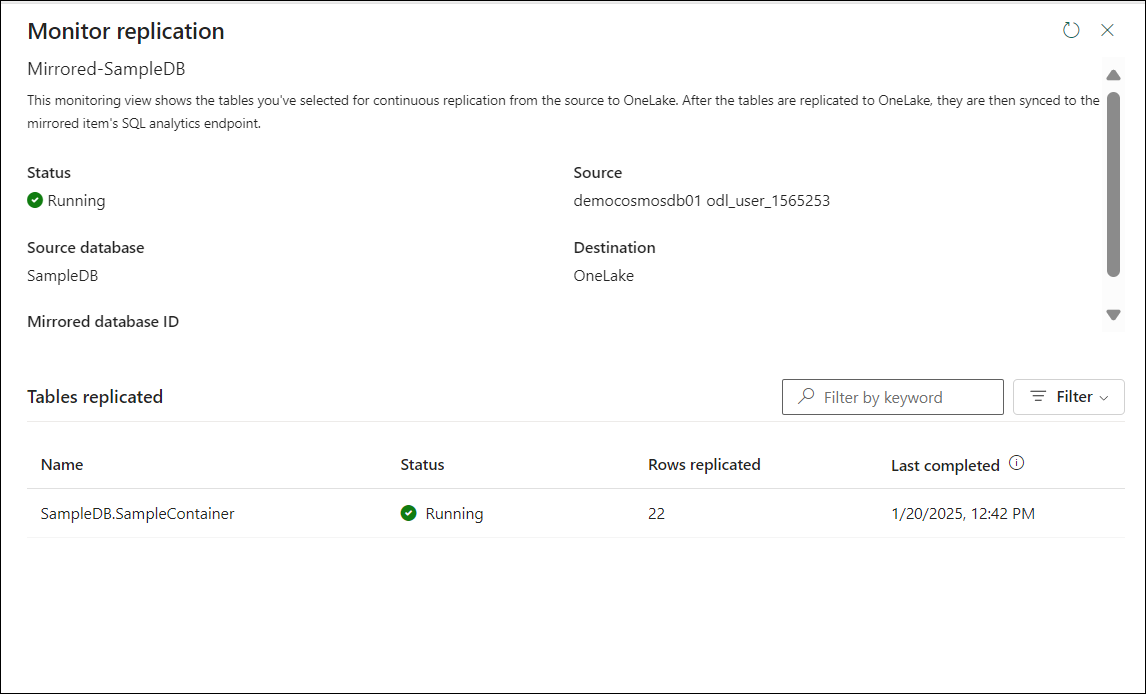 Monitor replication
Mirrored-SampleDB
This monitoring view shows the tables you've selected for continuous replication from the source to OneLake. After the tables are replicated to OneLake, they are then synced to the
mirrored item's SQL analytics endpoint.
Status
Source
Running
democosmosdb01 odl_user_1565253
Source database
Destination
SampleDB
OneLake
Mirrored database ID
Tables replicated
Filter by keyword
Filter
Name
Status
Rows replicated
Last completed
SampleDB.SampleContainer
Running
22
1/20/2025, 12:42 PM